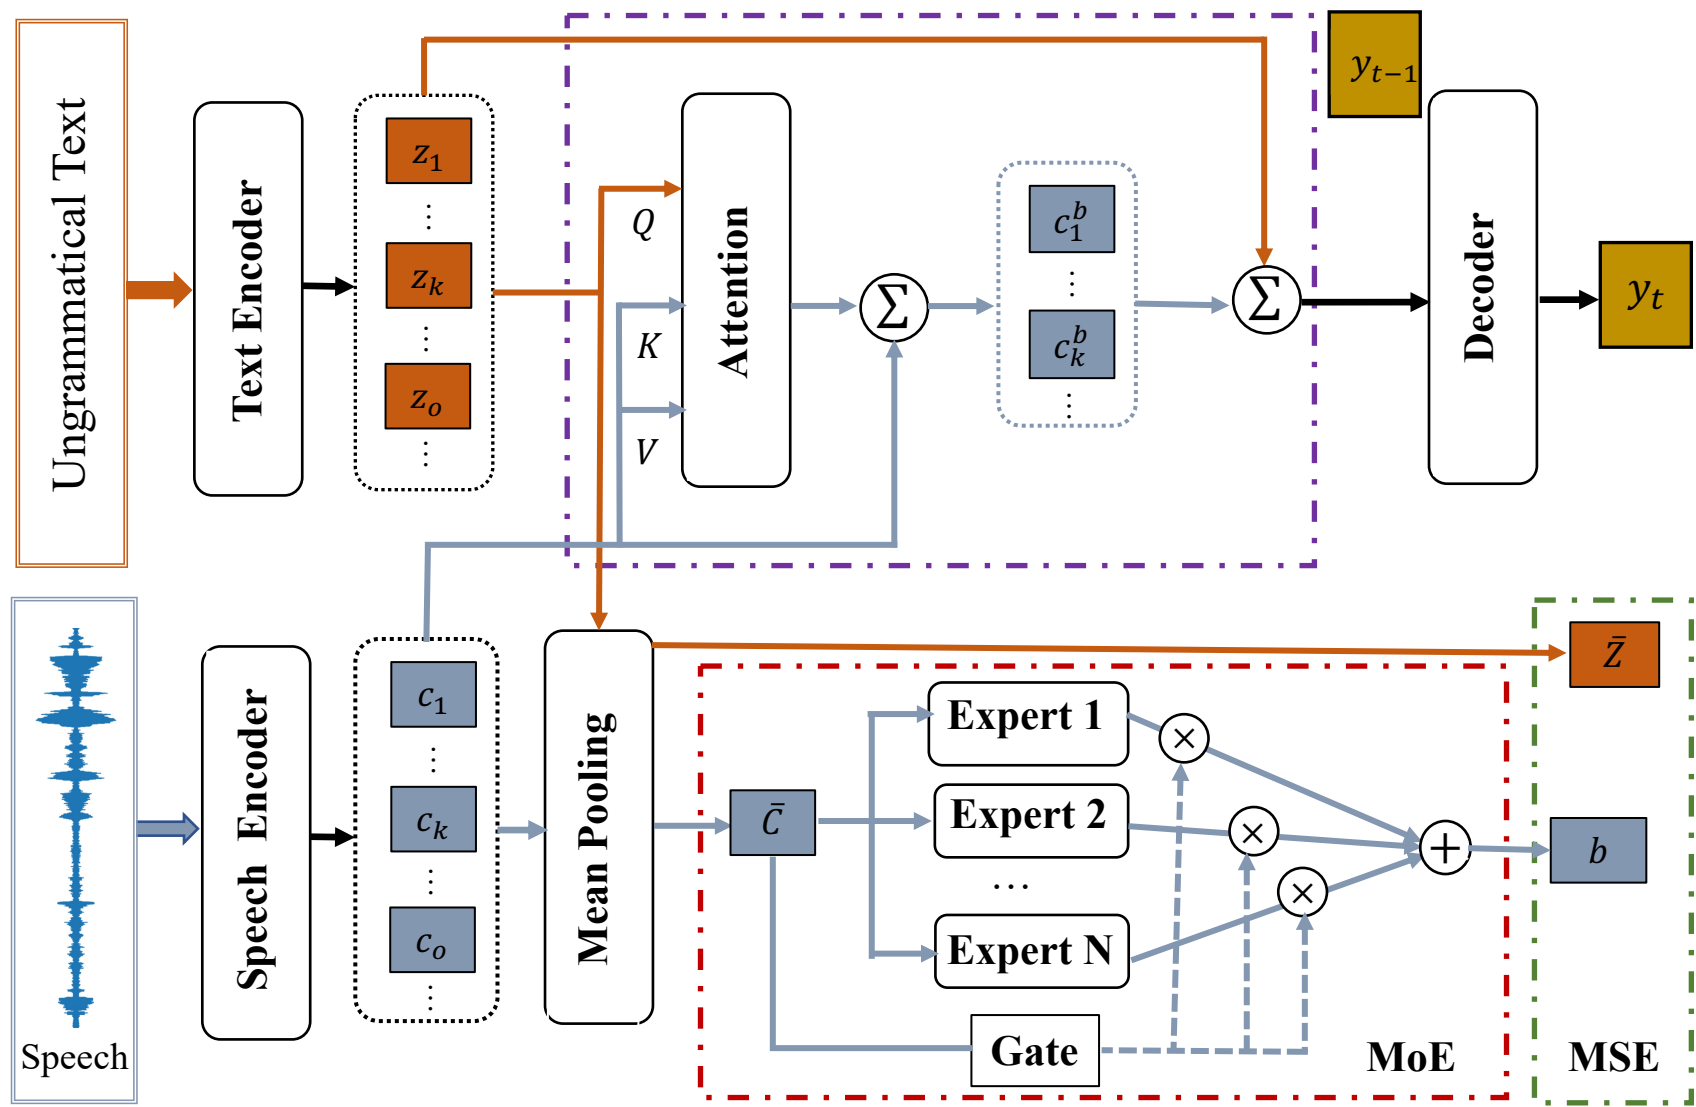 Ungrammatical Text
Text Encoder
z₁
⋮
zₖ
⋮
zₒ
⋮
Q
K
V
Attention
∑
c₁ᵇ
⋮
cₖᵇ
⋮
∑
yₜ₋₁
Decoder
yₜ
Speech
Speech Encoder
c₁
⋮
cₖ
⋮
cₒ
⋮
Mean Pooling
C̄
Expert 1
Expert 2
...
Expert N
Gate
×
×
×
+
MoE
Z̄
b
MSE